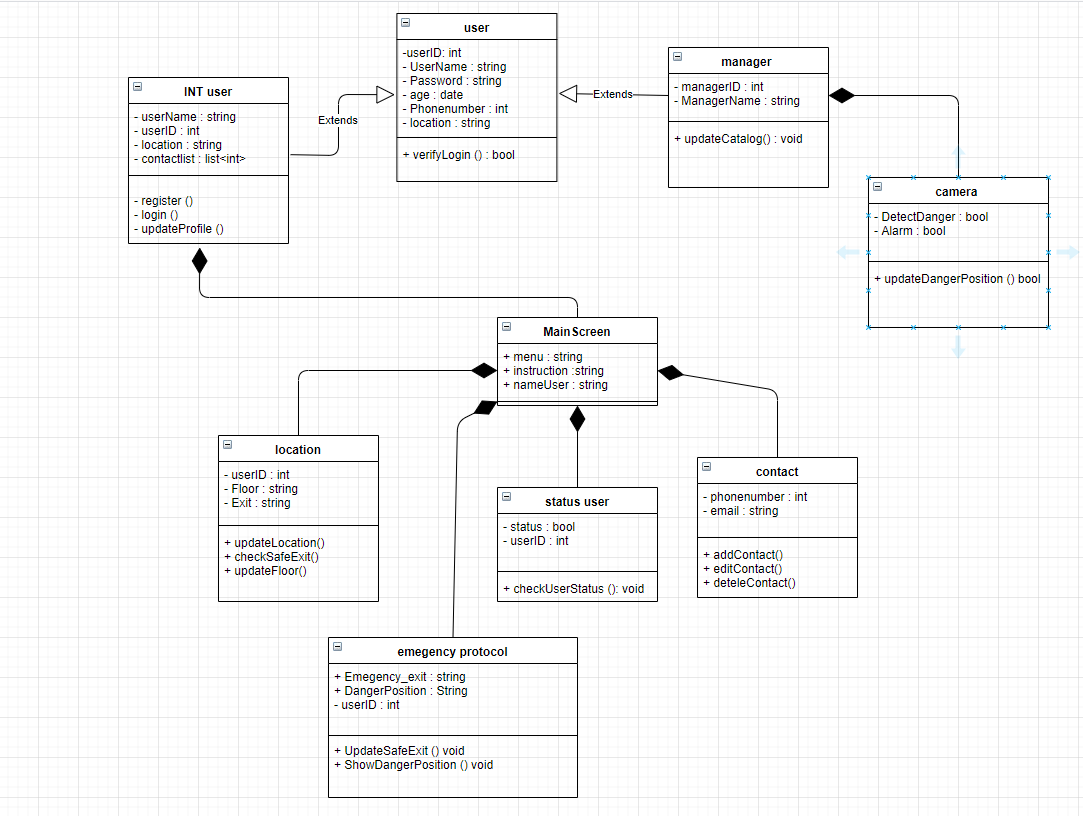 user
-userID: int
- UserName : string
- Password : string
- age : date
- Phonenumber : int
- location : string
+ verifyLogin () : bool
manager
- managerID : int
- ManagerName : string
+ updateCatalog() : void
INT user
- userName : string
- userID : int
- location : string
- contactlist : list<int>
- register ()
- login ()
- updateProfile ()
Extends
Extends
camera
- DetectDanger : bool
- Alarm : bool
+ updateDangerPosition () bool
MainScreen
+ menu : string
+ instruction :string
+ nameUser : string
location
- userID : int
- Floor : string
- Exit : string
+ updateLocation()
+ checkSafeExit()
+ updateFloor()
status user
- status : bool
- userID : int
+ checkUserStatus (): void
contact
- phonenumber : int
- email : string
+ addContact()
+ editContact()
+ deteleContact()
emegency protocol
+ Emegency_exit : string
+ DangerPosition : String
- userID : int
+ UpdateSafeExit () void
+ ShowDangerPosition () void